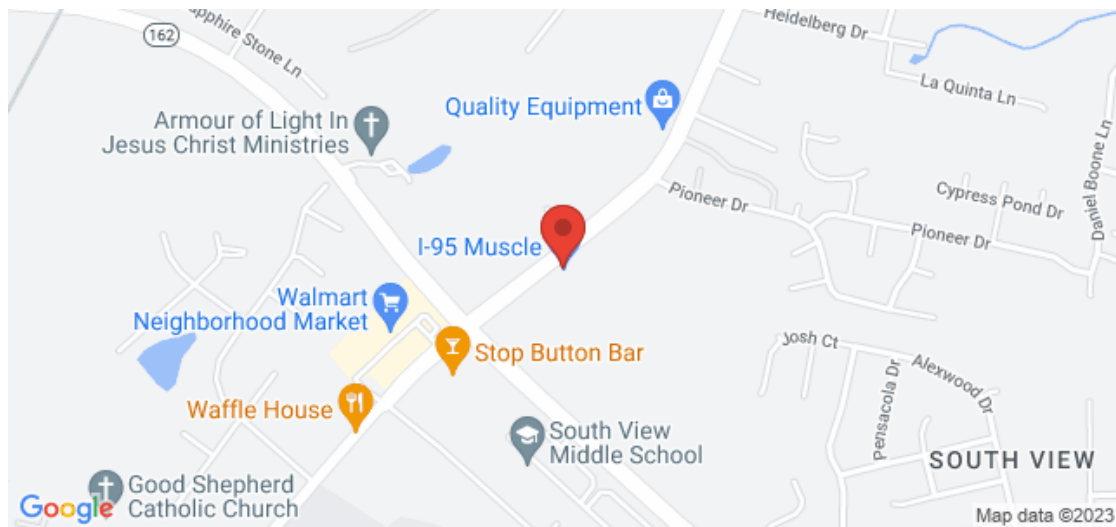 162
Sapphire Stone Ln
Heidelberg Dr
La Quinta Ln
Quality Equipment
Armour of Light In
Jesus Christ Ministries
Daniel Boone Ln
Pioneer Dr
Cypress Pond Dr
Pioneer Dr
I-95 Muscle
Walmart
Neighborhood Market
Stop Button Bar
Josh Ct
Alexwood Dr
Pensacola Dr
Waffle House
South View
Middle School
SOUTH VIEW
Good Shepherd
Catholic Church
Google
Map data ©2023